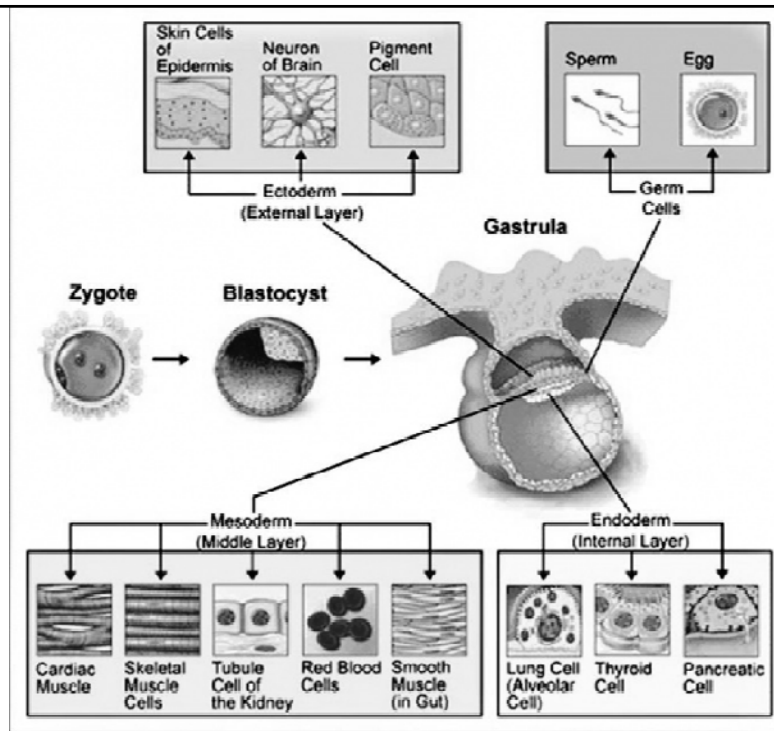 Skin Cells
of
Epidermis
Neuron
of Brain
Pigment
Cell
Sperm
Egg
Ectoderm
(External Layer)
Germ
Cells
Gastrula
Zygote
Blastocyst
Mesoderm
(Middle Layer)
Endoderm
(Internal Layer)
Cardiac
Muscle
Skeletal
Muscle
Cells
Tubule
Cell of
the Kidney
Red Blood
Cells
Smooth
Muscle
(in Gut)
Lung Cell
(Alveolar
Cell)
Thyroid
Cell
Pancreatic
Cell